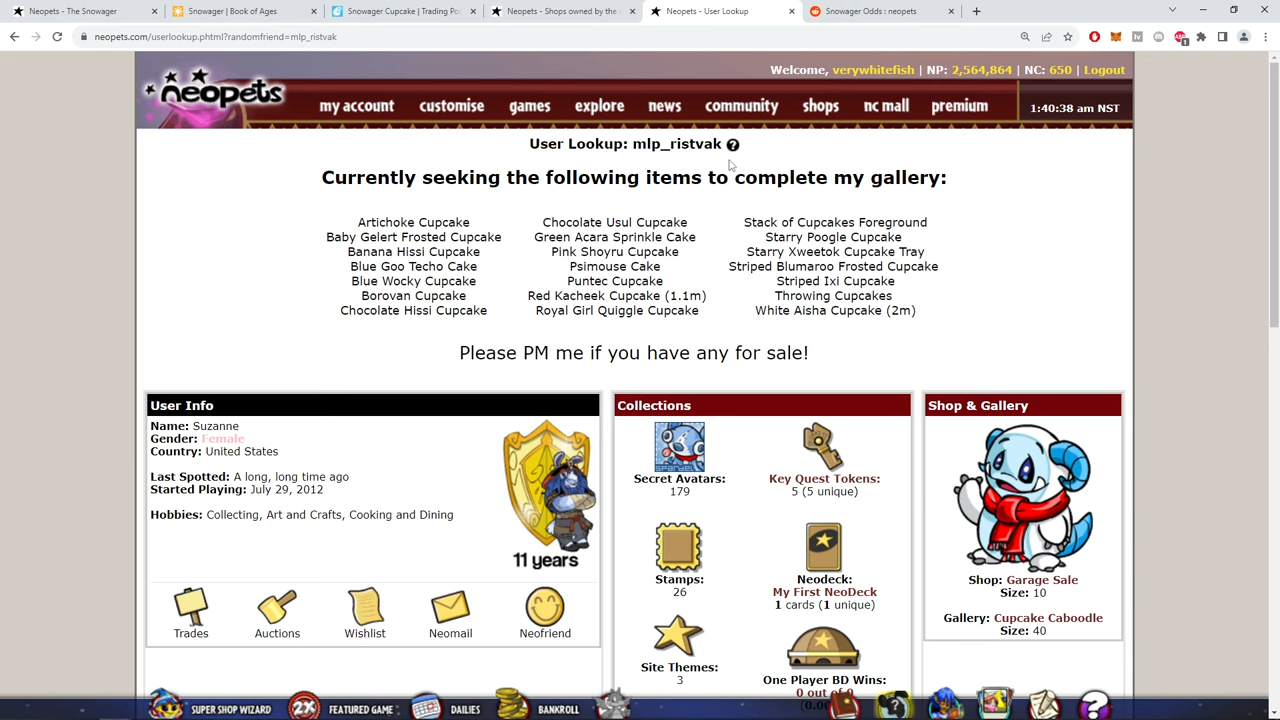 Neopets - The Snowager
Snowager | Book of Ages
Snowager Cupcake | Trading Po
Neopets - Shops owned by the
Neopets - User Lookup
Snowager Odds : neopets
neopets.com/userlookup.phtml?randomfriend=mlp_ristvak
Welcome, verywhitefish | NP: 2,564,864 | NC: 650 | Logout
neopets
my account customise games explore news community shops nc mall premium
1:40:38 am NST
User Lookup: mlp_ristvak ?
Currently seeking the following items to complete my gallery:
Artichoke Cupcake
Baby Gelert Frosted Cupcake
Banana Hissi Cupcake
Blue Goo Techo Cake
Blue Wocky Cupcake
Borovan Cupcake
Chocolate Hissi Cupcake
Chocolate Usul Cupcake
Green Acara Sprinkle Cake
Pink Shoyru Cupcake
Psimouse Cake
Puntec Cupcake
Red Kacheek Cupcake (1.1m)
Royal Girl Quiggle Cupcake
Stack of Cupcakes Foreground
Starry Poogle Cupcake
Starry Xweetok Cupcake Tray
Striped Blumaroo Frosted Cupcake
Striped Ixi Cupcake
Throwing Cupcakes
White Aisha Cupcake (2m)
Please PM me if you have any for sale!
User Info
Name: Suzanne
Gender: Female
Country: United States
Last Spotted: A long, long time ago
Started Playing: July 29, 2012
Hobbies: Collecting, Art and Crafts, Cooking and Dining
11 years
Trades
Auctions
Wishlist
Neomail
Neofriend
Collections
Secret Avatars:
179
Key Quest Tokens:
5 (5 unique)
Stamps:
26
Neodeck:
My First NeoDeck
1 cards (1 unique)
Site Themes:
3
One Player BD Wins:
0 out of 0
Shop & Gallery
Shop: Garage Sale
Size: 10
Gallery: Cupcake Caboodle
Size: 40
SUPER SHOP WIZARD
2X
FEATURED GAME
DAILIES
BANKROLL
?